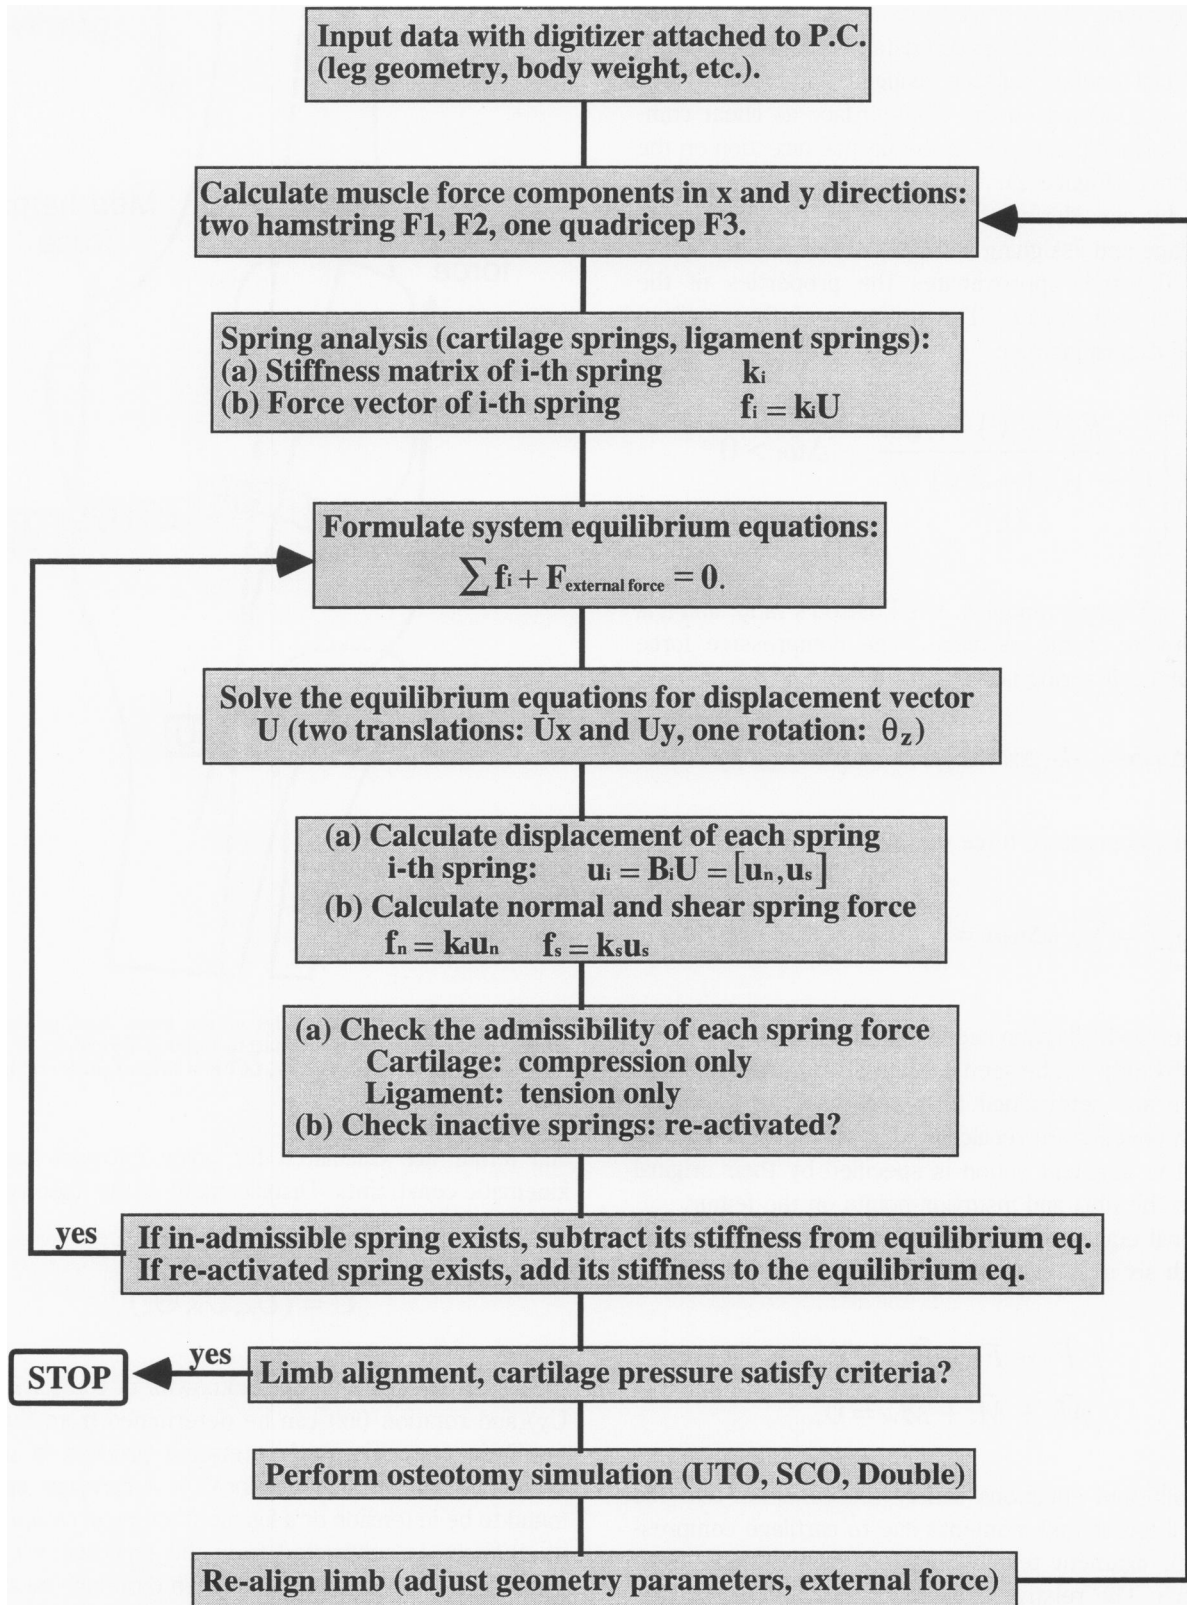 Input data with digitizer attached to P.C.
(leg geometry, body weight, etc.).
Calculate muscle force components in x and y directions:
two hamstring F1, F2, one quadricep F3.
Spring analysis (cartilage springs, ligament springs):
(a) Stiffness matrix of i-th spring kᵢ
(b) Force vector of i-th spring fᵢ = kᵢU
Formulate system equilibrium equations:
∑ fᵢ + F external force = 0.
Solve the equilibrium equations for displacement vector
U (two translations: Ux and Uy, one rotation: θz)
(a) Calculate displacement of each spring
i-th spring: uᵢ = BᵢU = [uₙ, uₛ]
(b) Calculate normal and shear spring force
fₙ = kd uₙ fₛ = kₛuₛ
(a) Check the admissibility of each spring force
Cartilage: compression only
Ligament: tension only
(b) Check inactive springs: re-activated?
yes
If in-admissible spring exists, subtract its stiffness from equilibrium eq.
If re-activated spring exists, add its stiffness to the equilibrium eq.
STOP
yes
Limb alignment, cartilage pressure satisfy criteria?
Perform osteotomy simulation (UTO, SCO, Double)
Re-align limb (adjust geometry parameters, external force)